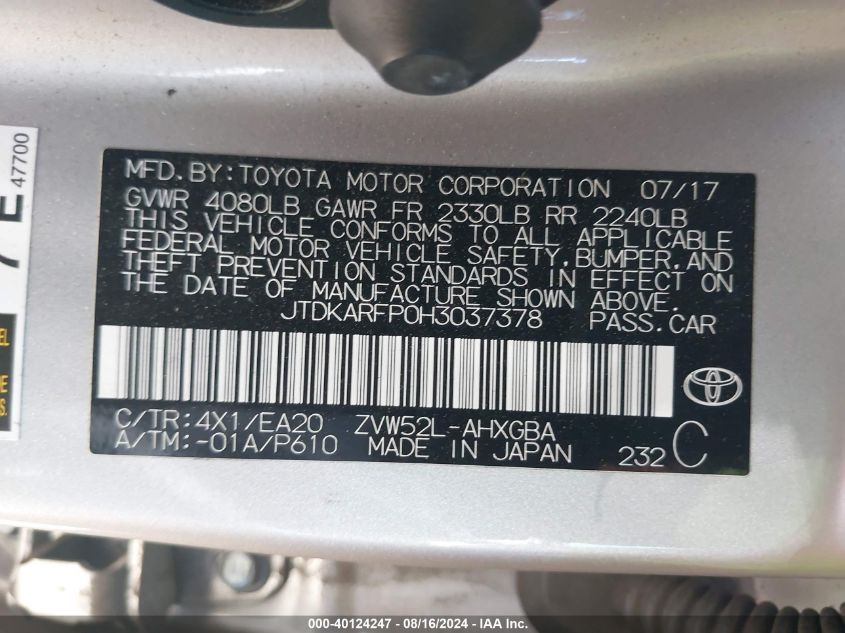 MFD. BY: TOYOTA MOTOR CORPORATION 07/17
GVWR 4080LB GAWR FR 2330LB RR 2240LB
THIS VEHICLE CONFORMS TO ALL APPLICABLE
FEDERAL MOTOR VEHICLE SAFETY, BUMPER, AND
THEFT PREVENTION STANDARDS IN EFFECT ON
THE DATE OF MANUFACTURE SHOWN ABOVE.
JTDKARFP0H3037378 PASS. CAR
C/TR: 4X1/EA20 ZVW52L-AHXGBA
A/TM: -01A/P610 MADE IN JAPAN 232 C
47700
000-40124247 - 08/16/2024 - IAA Inc.